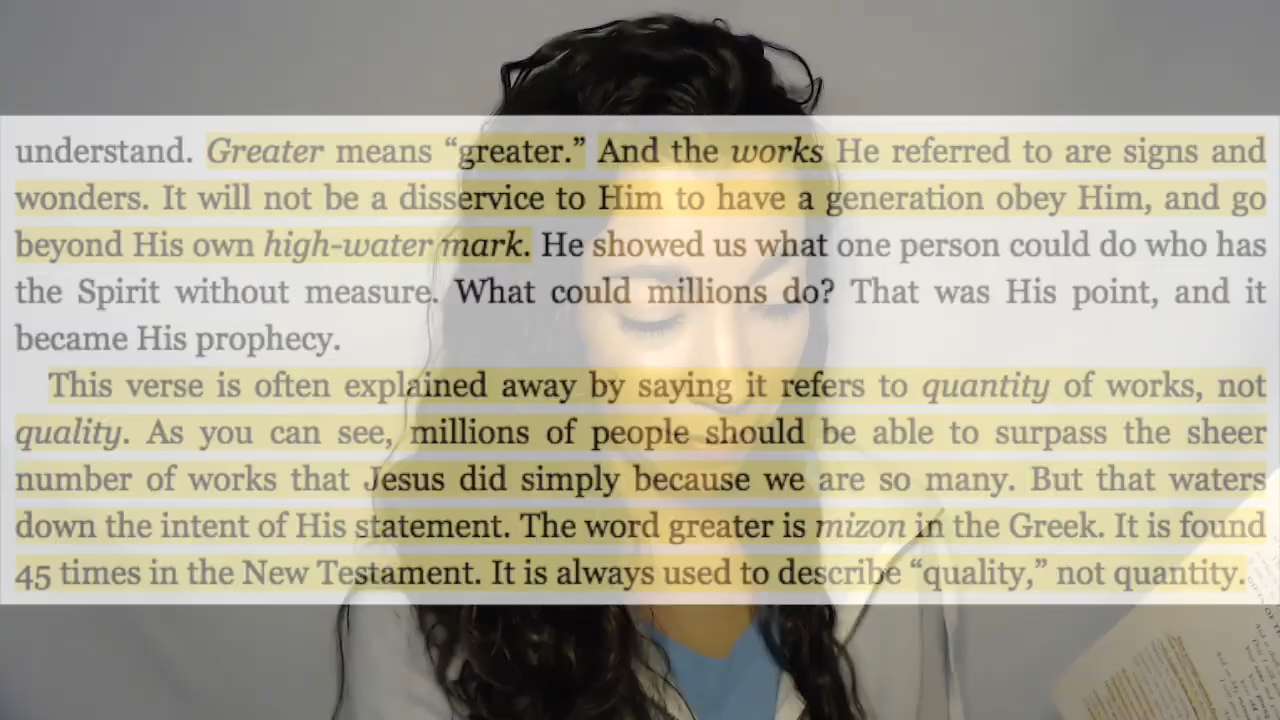 understand. Greater means “greater.” And the works He referred to are signs and
wonders. It will not be a disservice to Him to have a generation obey Him, and go
beyond His own high-water mark. He showed us what one person could do who has
the Spirit without measure. What could millions do? That was His point, and it
became His prophecy.
This verse is often explained away by saying it refers to quantity of works, not
quality. As you can see, millions of people should be able to surpass the sheer
number of works that Jesus did simply because we are so many. But that waters
down the intent of His statement. The word greater is mizon in the Greek. It is found
45 times in the New Testament. It is always used to describe “quality,” not quantity.